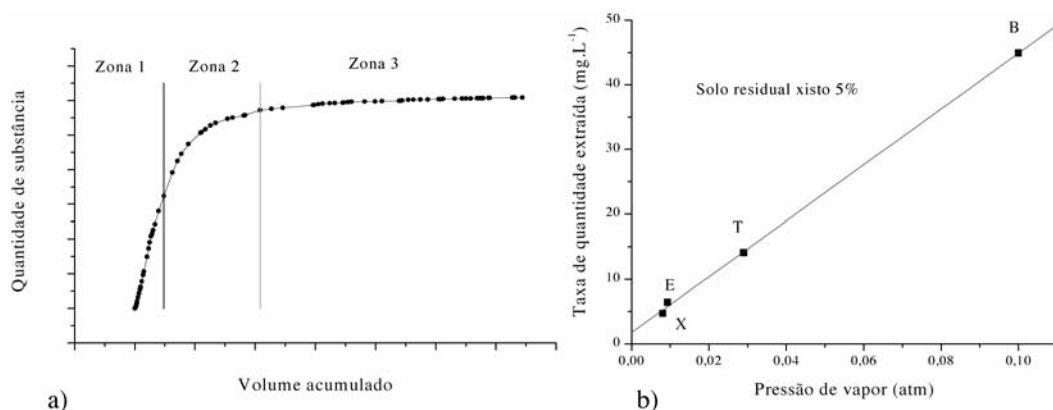 Zona 1
Zona 2
Zona 3
Quantidade de substância
Volume acumulado
a)
Taxa de quantidade extraída (mg.L⁻¹)
50
40
30
20
10
0
Solo residual xisto 5%
B
T
E
X
0,00
0,02
0,04
0,06
0,08
0,10
Pressão de vapor (atm)
b)